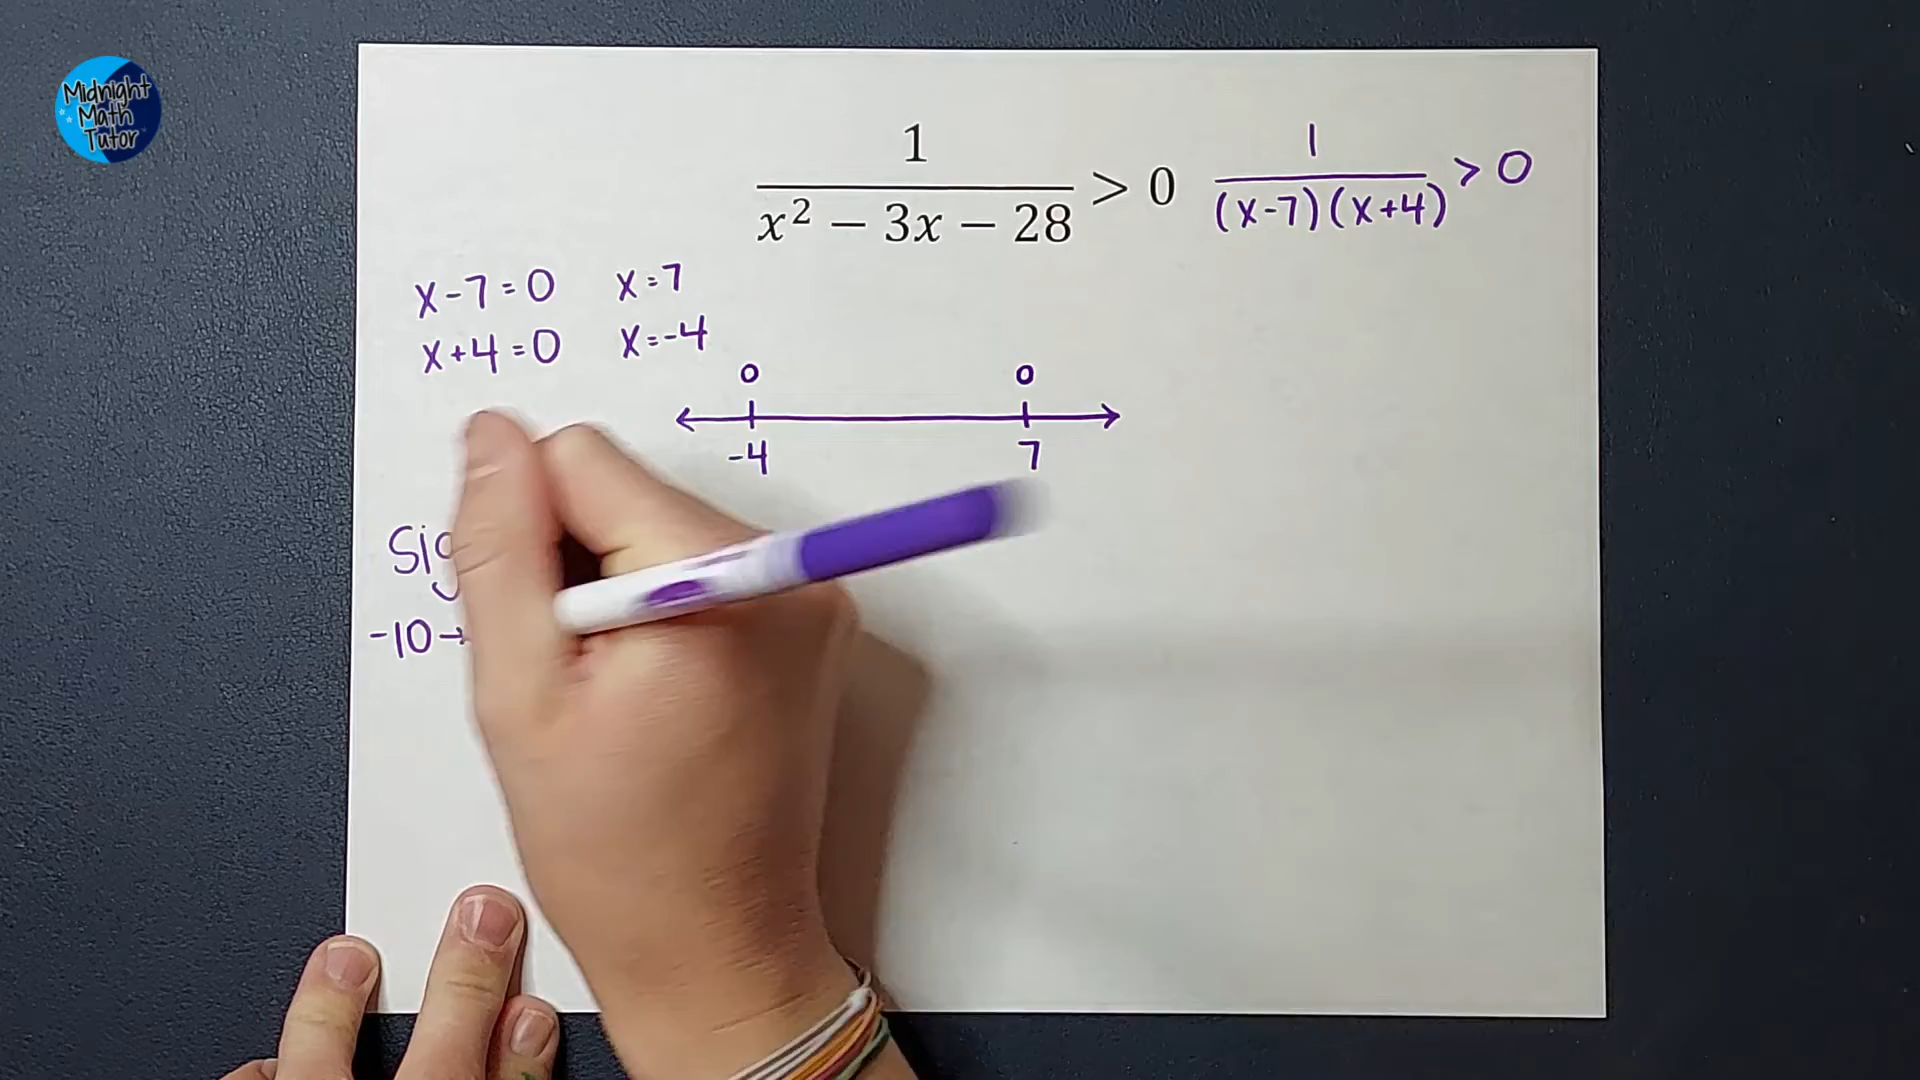 Midnight
Math
Tutor
1
x² − 3x − 28
> 0
1
(x-7)(x+4)
> 0
x-7=0 x=7
x+4=0 x=-4
0 0
-4 7
-10→